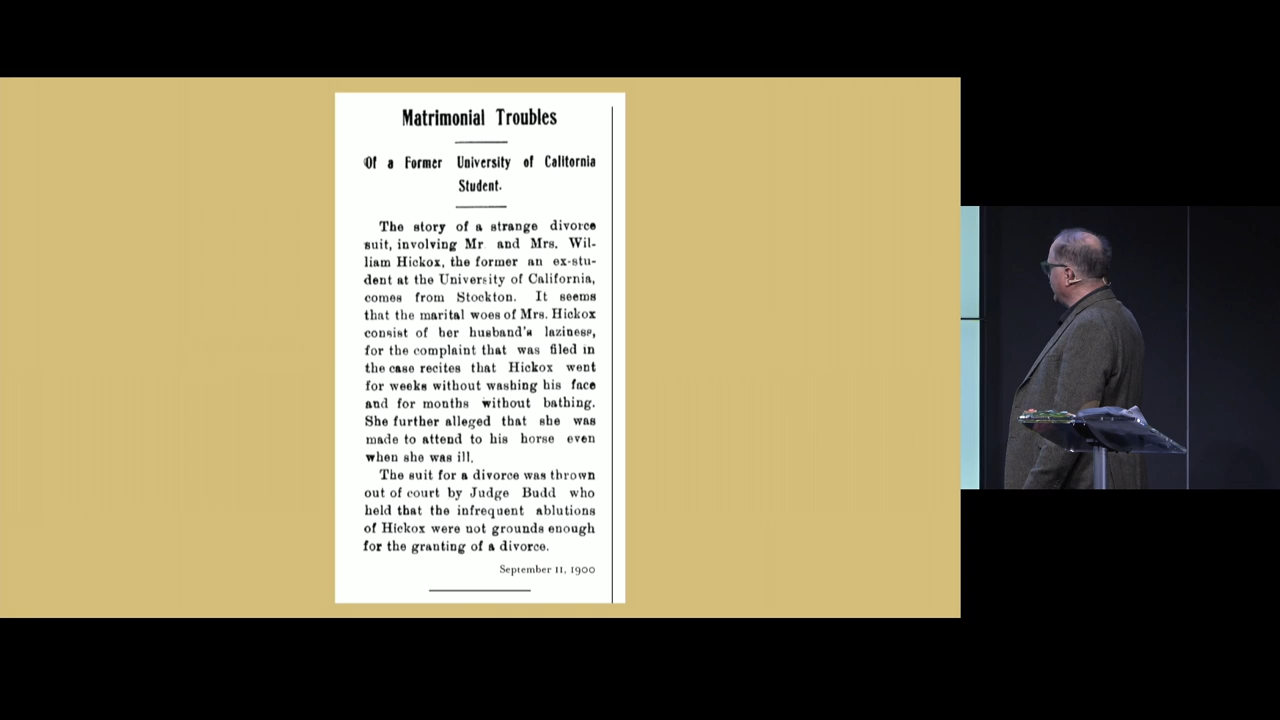 Matrimonial Troubles
Of a Former University of Calitornia
Student.
The story of a strange divorce
suit, involving Mr and Mrs. Wil-
liam Hickox, the former an ex-stu-
dent at the University of California,
comes from Stockton. It seems
that the marital woes of Mrs. Hickox
consist of her husband's laziness,
for the complaint that was filed in
the case recites that Hickox went
for weeks without washing his face
and for months without bathing.
She further alleged that she was
made to attend to his horse even
when she was ill.
The suit for a divorce was thrown
out of court by Judge Budd who
held that the infrequent ablutions
of Hickox were not grounds enough
for the granting of a divorce.
September 11, 1900